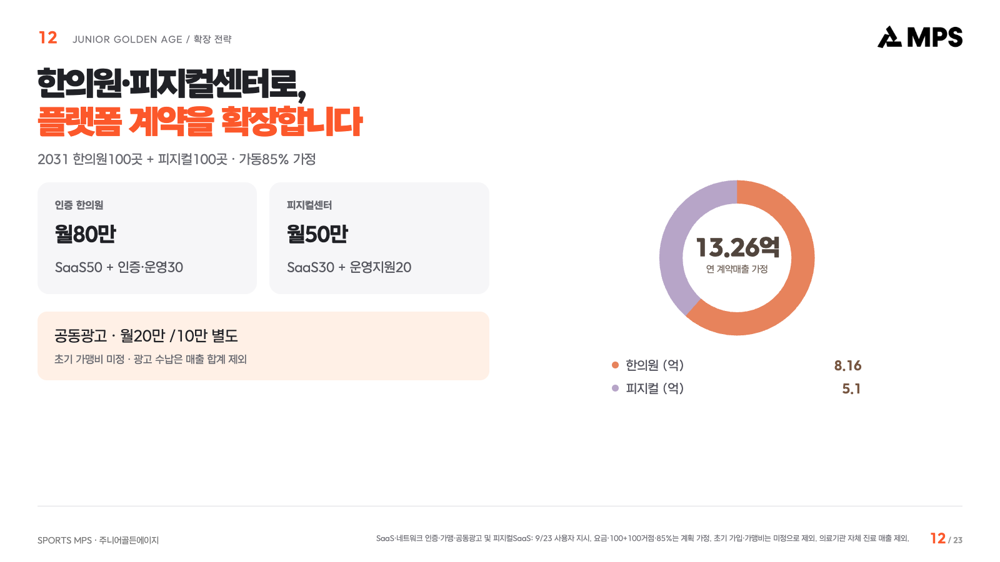 12 JUNIOR GOLDEN AGE / 확장 전략
MPS
한의원·피지컬센터로,
플랫폼 계약을 확장합니다
2031 한의원100곳 + 피지컬100곳 · 가동85% 가정
인증 한의원
월80만
SaaS50 + 인증·운영30
피지컬센터
월50만
SaaS30 + 운영지원20
공동광고 · 월20만 /10만 별도
초기 가맹비 미정 · 광고 수납은 매출 합계 제외
13.26억
연 계약매출 가정
한의원 (억) 8.16
피지컬 (억) 5.1
SPORTS MPS · 주니어골든에이지
SaaS·네트워크 인증·가맹·공동광고 및 피지컬SaaS: 9/23 사용자 지시. 요금·100+100거점·85%는 계획 가정. 초기 가입·가맹비는 미정으로 제외. 의료기관 자체 진료 매출 제외.
12 / 23